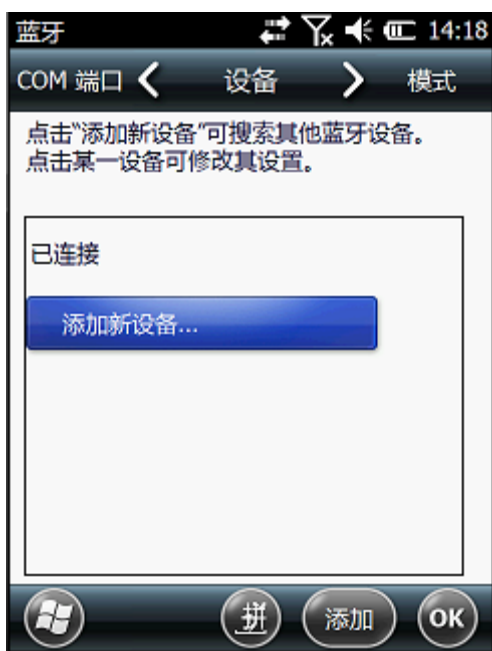 蓝牙 14:18
COM 端口 设备 模式
点击“添加新设备”可搜索其他蓝牙设备。
点击某一设备可修改其设置。
已连接
添加新设备...
拼 添加 OK